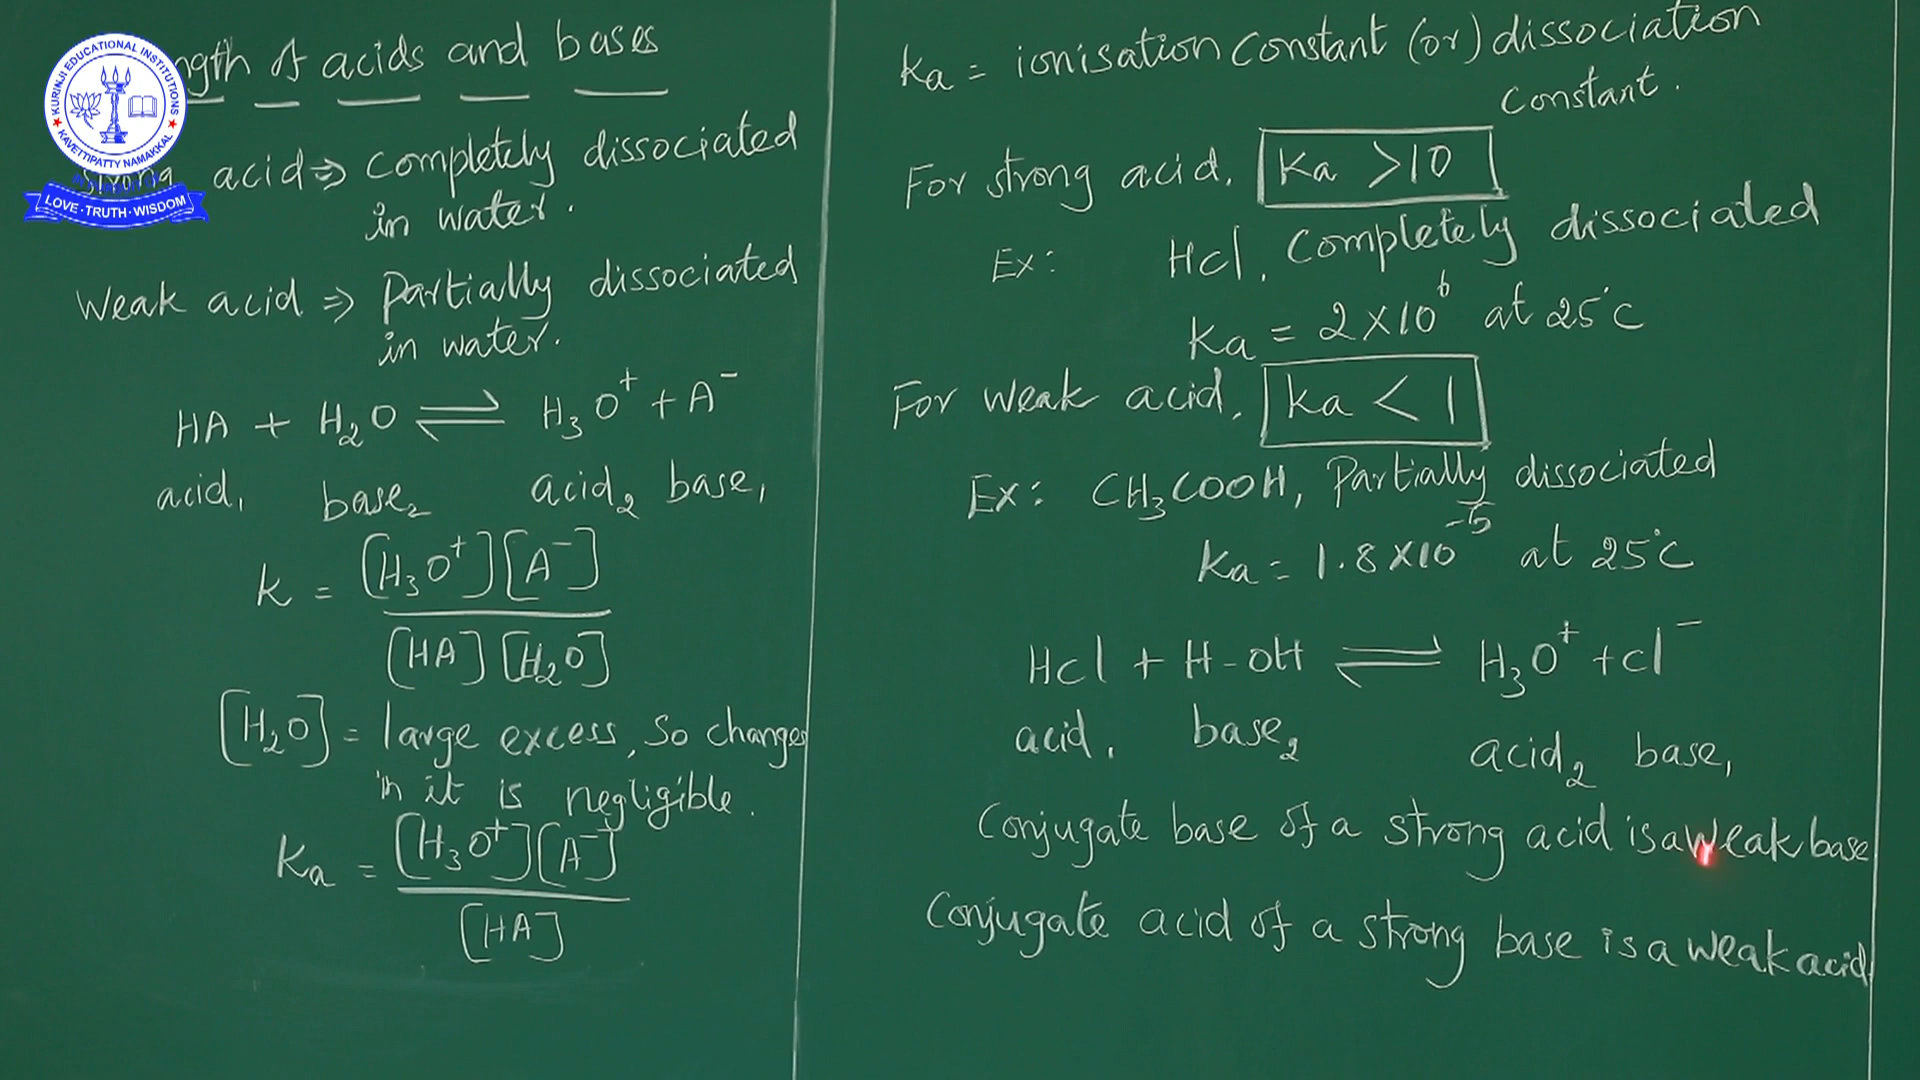 KURINJI EDUCATIONAL INSTITUTIONS
KAVETTIPATTY NAMAKKAL
LOVE · TRUTH · WISDOM
ngth of acids and bases
strong acid ⇒ completely dissociated
in water.
Weak acid ⇒ Partially dissociated
in water.
HA + H₂O ⇌ H₃O⁺ + A⁻
acid₁ base₂ acid₂ base₁
K = [H₃O⁺][A⁻]
[HA][H₂O]
[H₂O] = large excess, so changes
in it is negligible.
Ka = [H₃O⁺][A⁻]
[HA]
Ka = ionisation constant (or) dissociation
constant.
For strong acid, Ka >10
Ex: Hcl, Completely dissociated
Ka = 2×10⁶ at 25°C
For weak acid, Ka < 1
Ex: CH₃COOH, Partially dissociated
Ka = 1.8×10⁻⁵ at 25°C
Hcl + H-OH ⇌ H₃O⁺ + cl⁻
acid₁ base₂ acid₂ base₁
Conjugate base of a strong acid is a weak base
Conjugate acid of a strong base is a weak acid